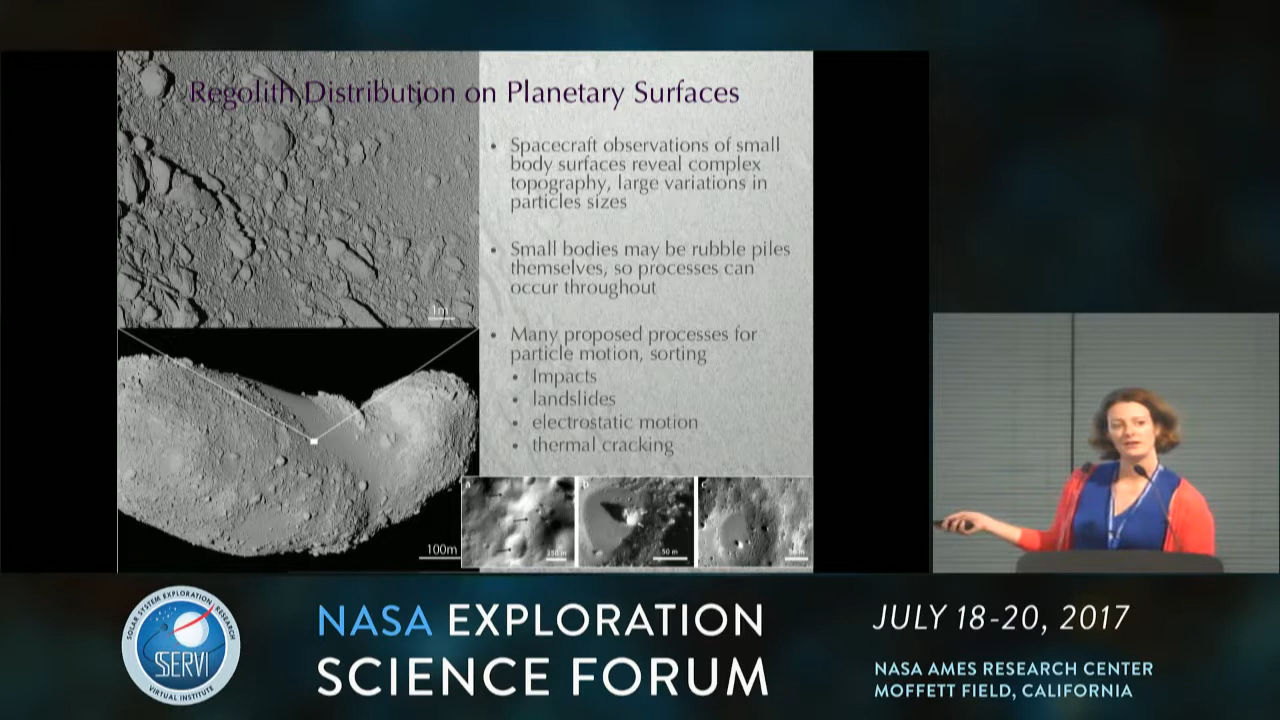 Regolith Distribution on Planetary Surfaces
• Spacecraft observations of small
body surfaces reveal complex
topography, large variations in
particles sizes
• Small bodies may be rubble piles
themselves, so processes can
occur throughout
• Many proposed processes for
particle motion, sorting
• Impacts
• landslides
• electrostatic motion
• thermal cracking
1m
100m
a
250 m
b
50 m
c
SOLAR SYSTEM EXPLORATION RESEARCH
SSERVI
VIRTUAL INSTITUTE
NASA EXPLORATION
SCIENCE FORUM
JULY 18-20, 2017
NASA AMES RESEARCH CENTER
MOFFETT FIELD, CALIFORNIA